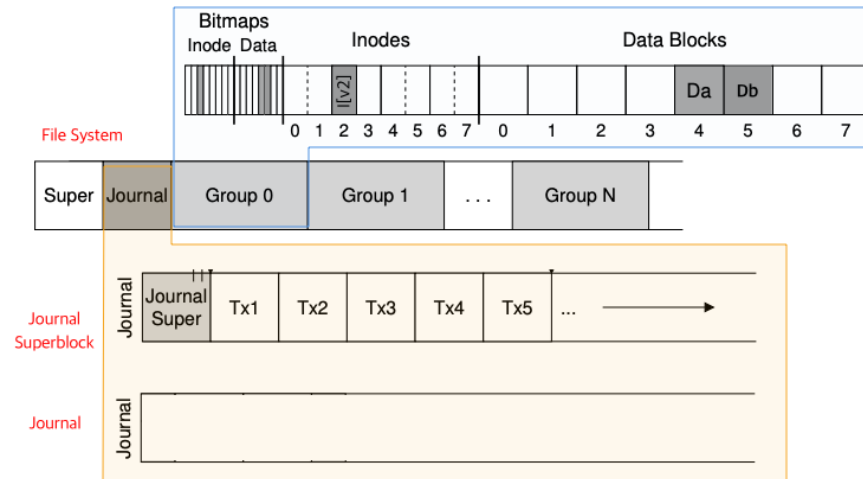 Bitmaps
Inode Data
Inodes
Data Blocks
I[v2]
Da
Db
0 1 2 3 4 5 6 7
0 1 2 3 4 5 6 7
File System
Super
Journal
Group 0
Group 1
. . .
Group N
Journal
Superblock
Journal
Journal
Super
Tx1
Tx2
Tx3
Tx4
Tx5
...
Journal
Journal